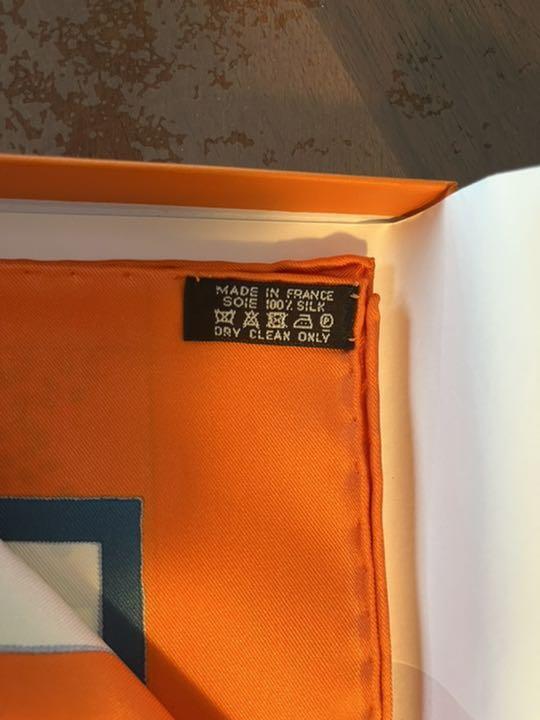 MADE IN FRANCE
SOIE 100% SILK
P
DRY CLEAN ONLY